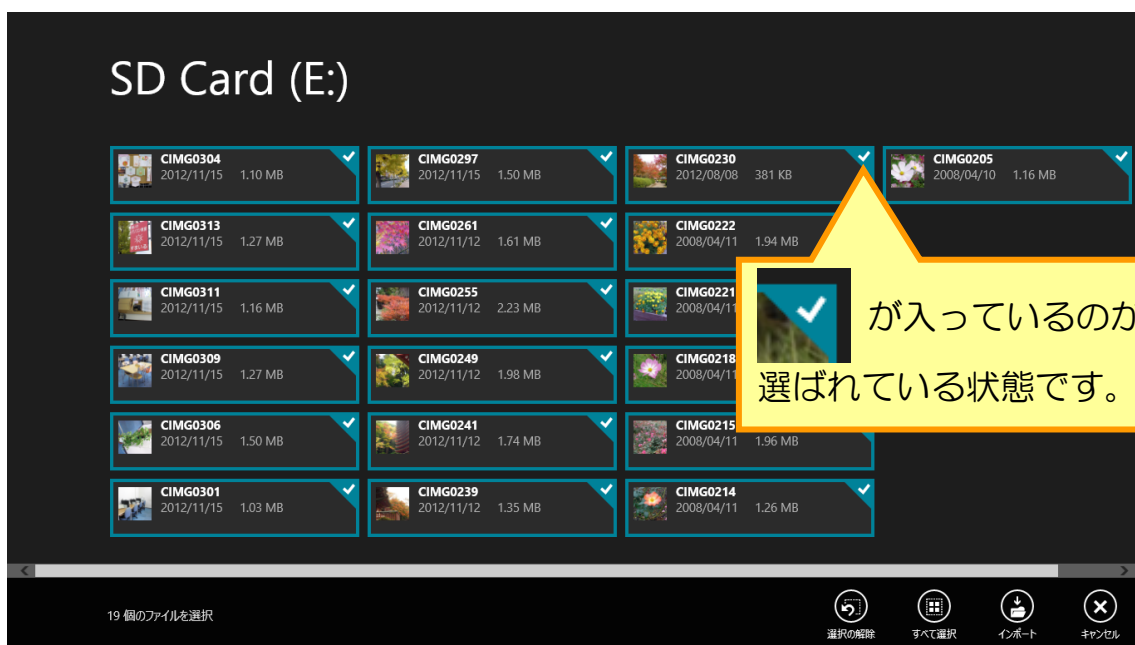 SD Card (E:)
CIMG0304
2012/11/15 1.10 MB
CIMG0313
2012/11/15 1.27 MB
CIMG0311
2012/11/15 1.16 MB
CIMG0309
2012/11/15 1.27 MB
CIMG0306
2012/11/15 1.50 MB
CIMG0301
2012/11/15 1.03 MB
CIMG0297
2012/11/15 1.50 MB
CIMG0261
2012/11/12 1.61 MB
CIMG0255
2012/11/12 2.23 MB
CIMG0249
2012/11/12 1.98 MB
CIMG0241
2012/11/12 1.74 MB
CIMG0239
2012/11/12 1.35 MB
CIMG0230
2012/08/08 381 KB
CIMG0222
2008/04/11 1.94 MB
CIMG0221
2008/04/11
CIMG0218
2008/04/11
CIMG0215
2008/04/11 1.96 MB
CIMG0214
2008/04/11 1.26 MB
CIMG0205
2008/04/10 1.16 MB
が入っているのが
選ばれている状態です。
19 個のファイルを選択
選択の解除
すべて選択
インポート
キャンセル